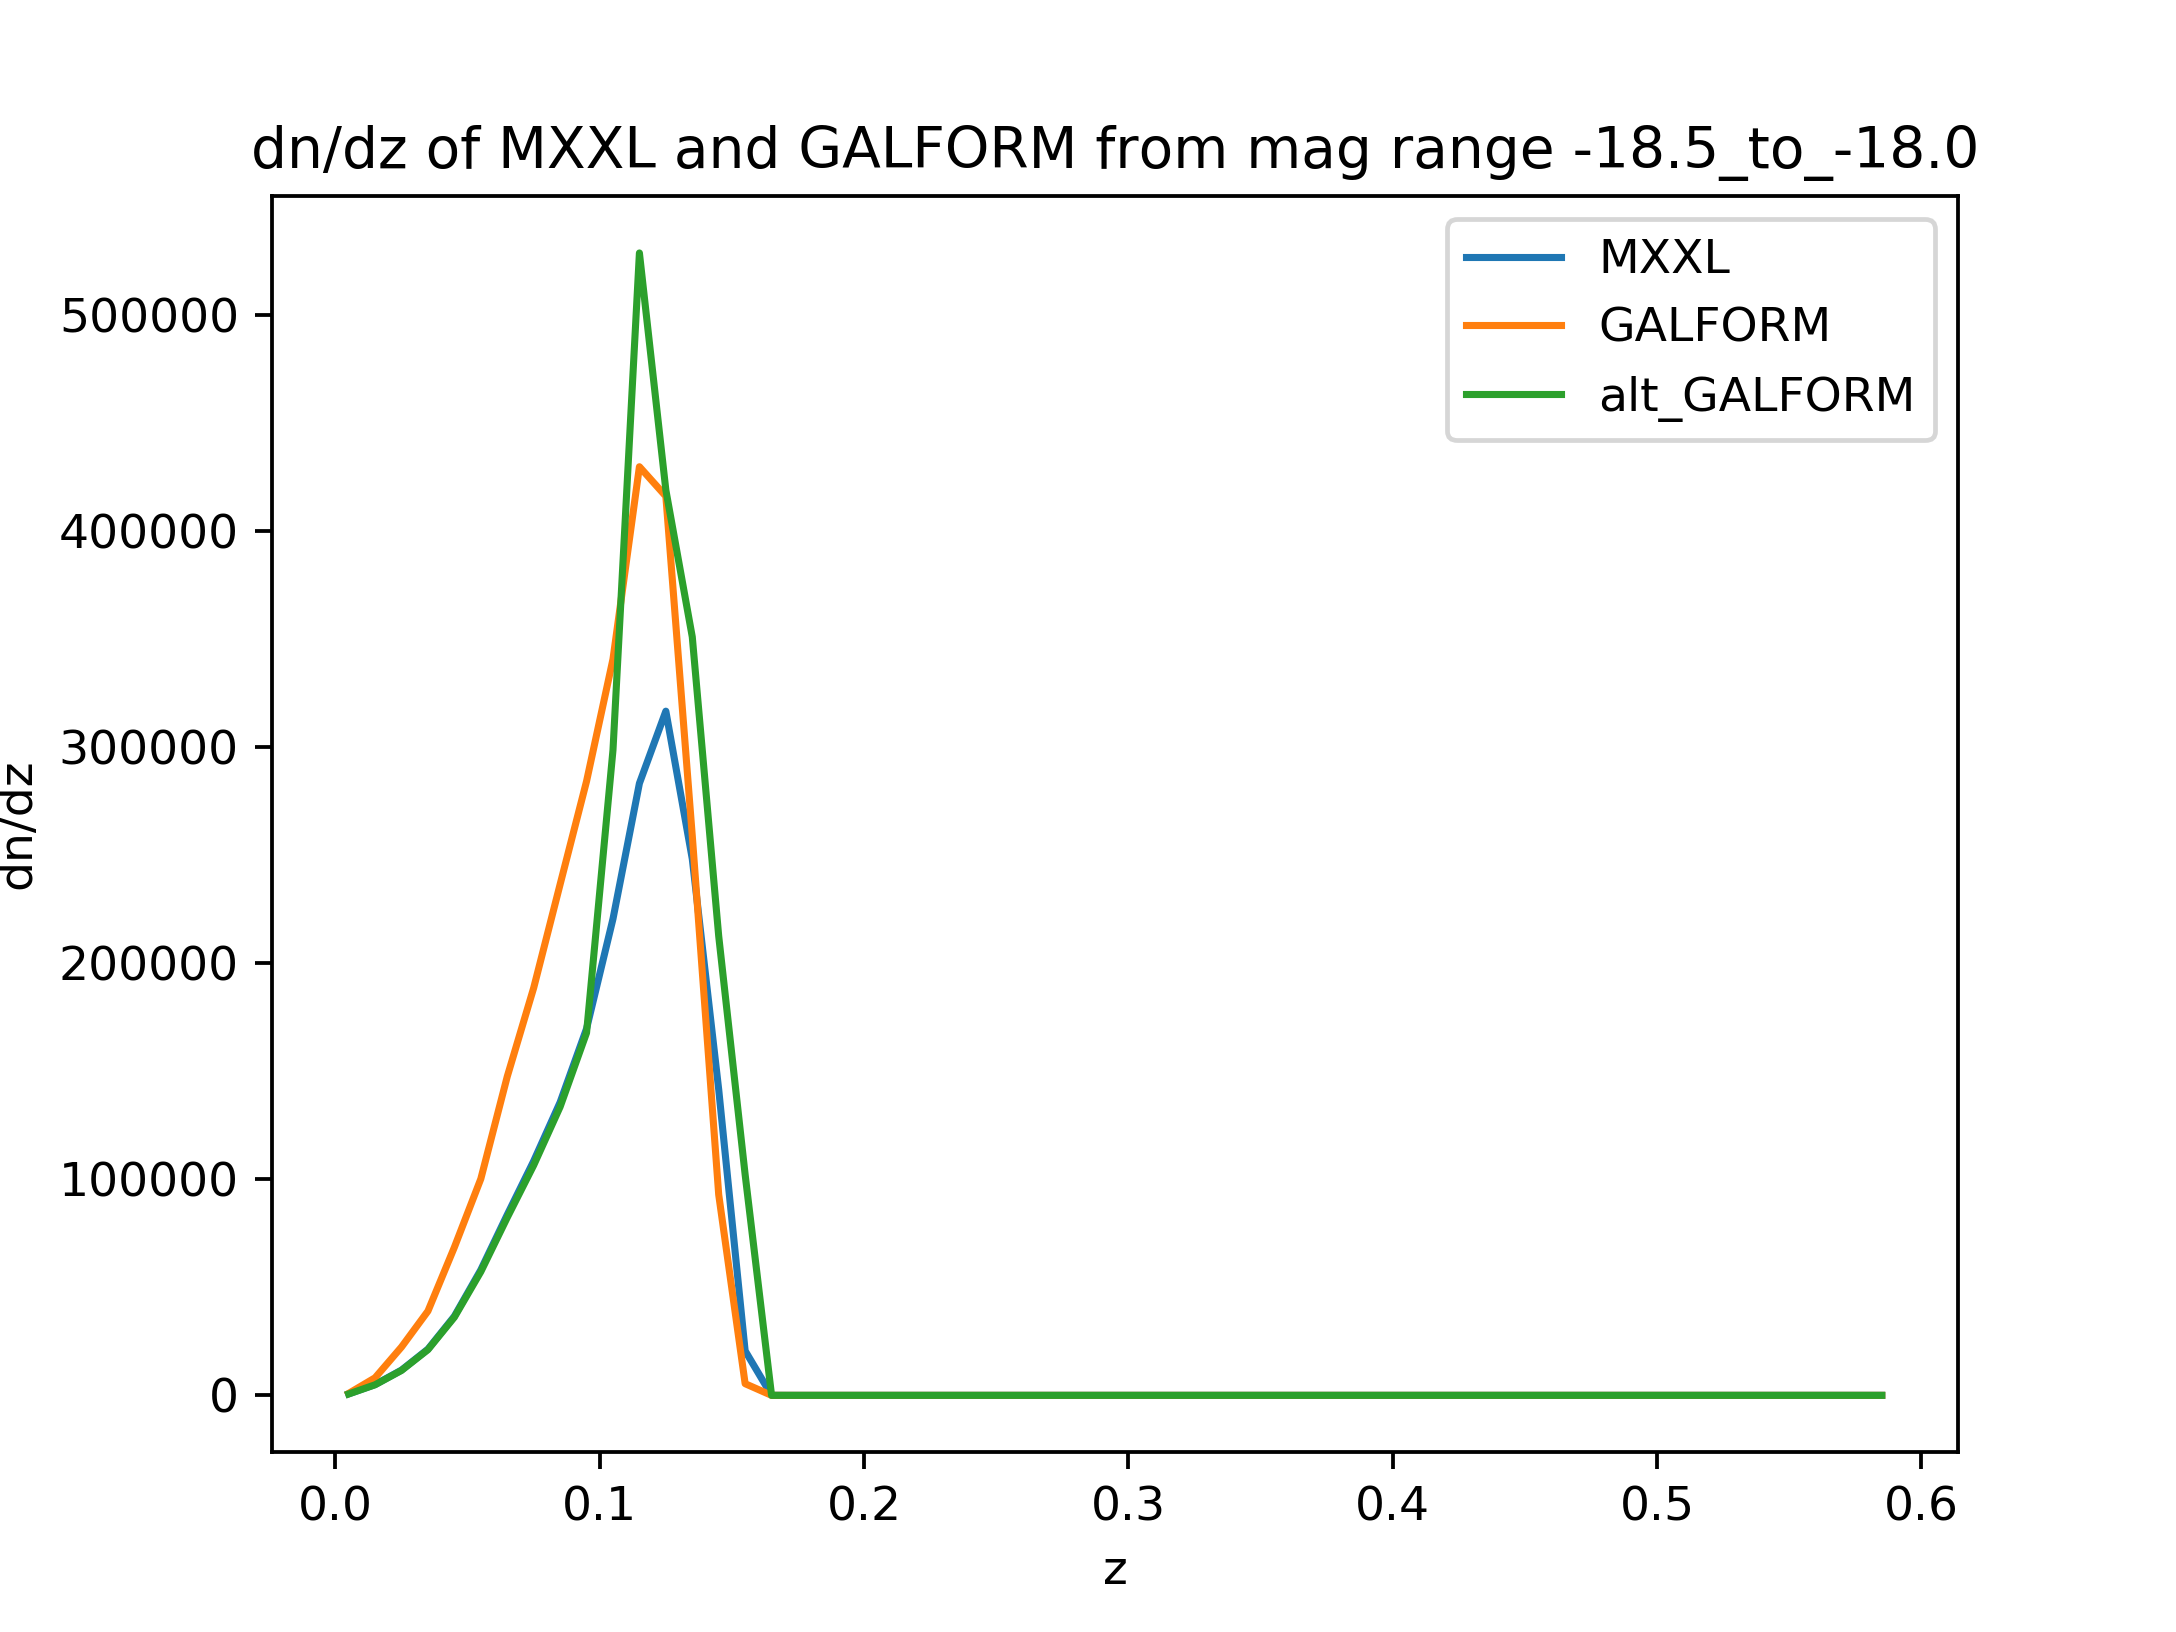 dn/dz of MXXL and GALFORM from mag range -18.5_to_-18.0
MXXL
GALFORM
alt_GALFORM
500000
400000
300000
200000
100000
0
dn/dz
0.0 0.1 0.2 0.3 0.4 0.5 0.6
z